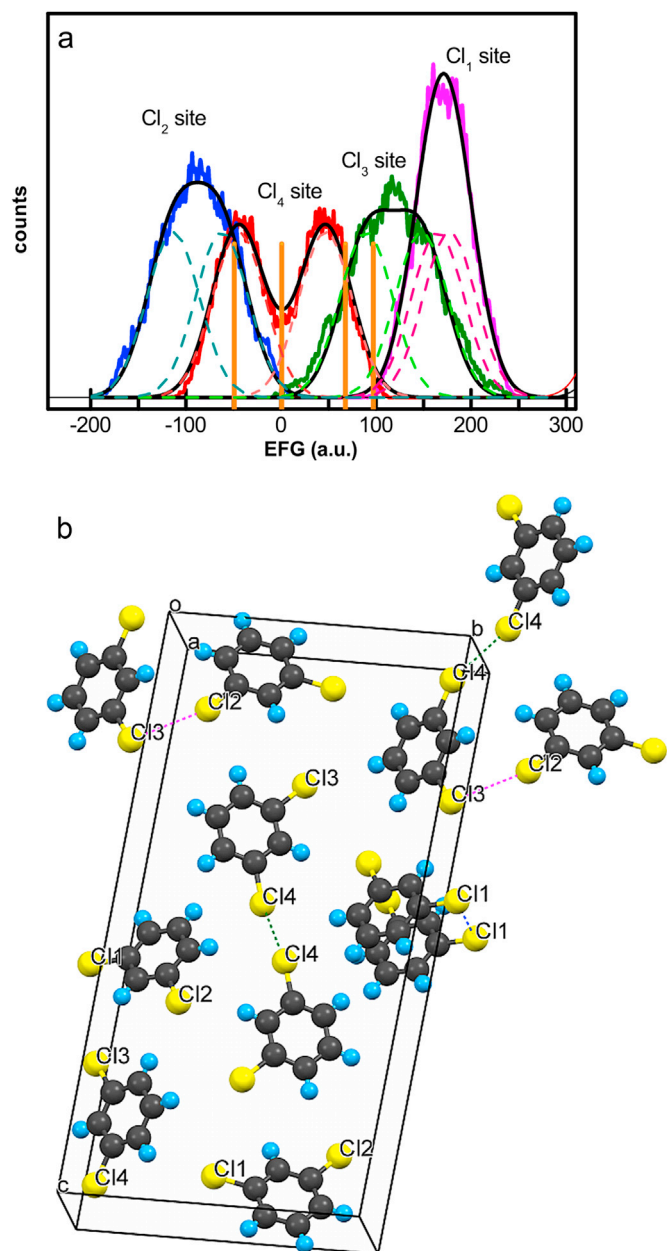 a
Cl1 site
Cl2 site
Cl3 site
Cl4 site
counts
-200 -100 0 100 200 300
EFG (a.u.)
b
Cl4
o
b
a
Cl4
Cl2
Cl3
Cl2
Cl3
Cl3
Cl4
Cl1
Cl1
Cl4
Cl1
Cl2
Cl3
Cl2
Cl1
Cl4
c